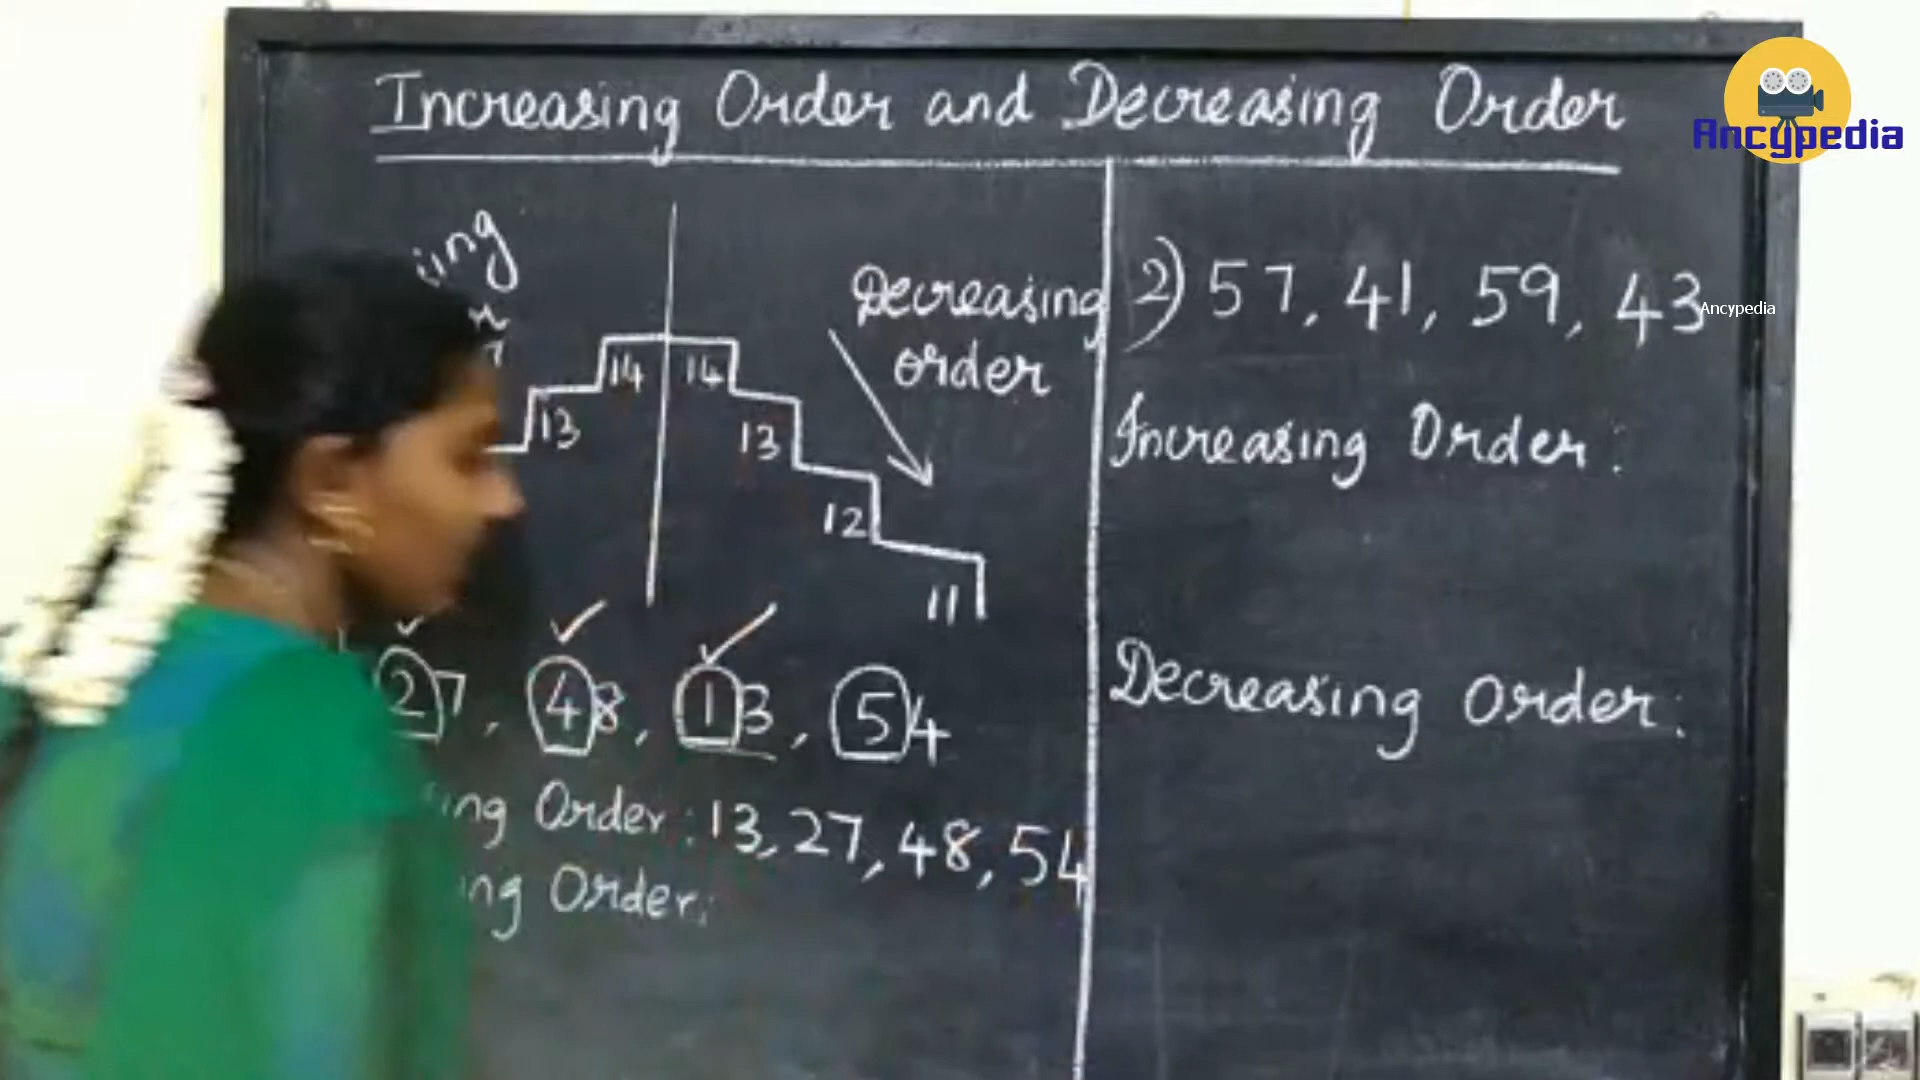 Increasing Order and Decreasing Order
Ancypedia
Decreasing
order
14
13
14
13
12
11
27, 48, 13, 54
Order: 13, 27, 48, 54
Order:
2) 57, 41, 59, 43
Ancypedia
Increasing Order:
Decreasing Order: